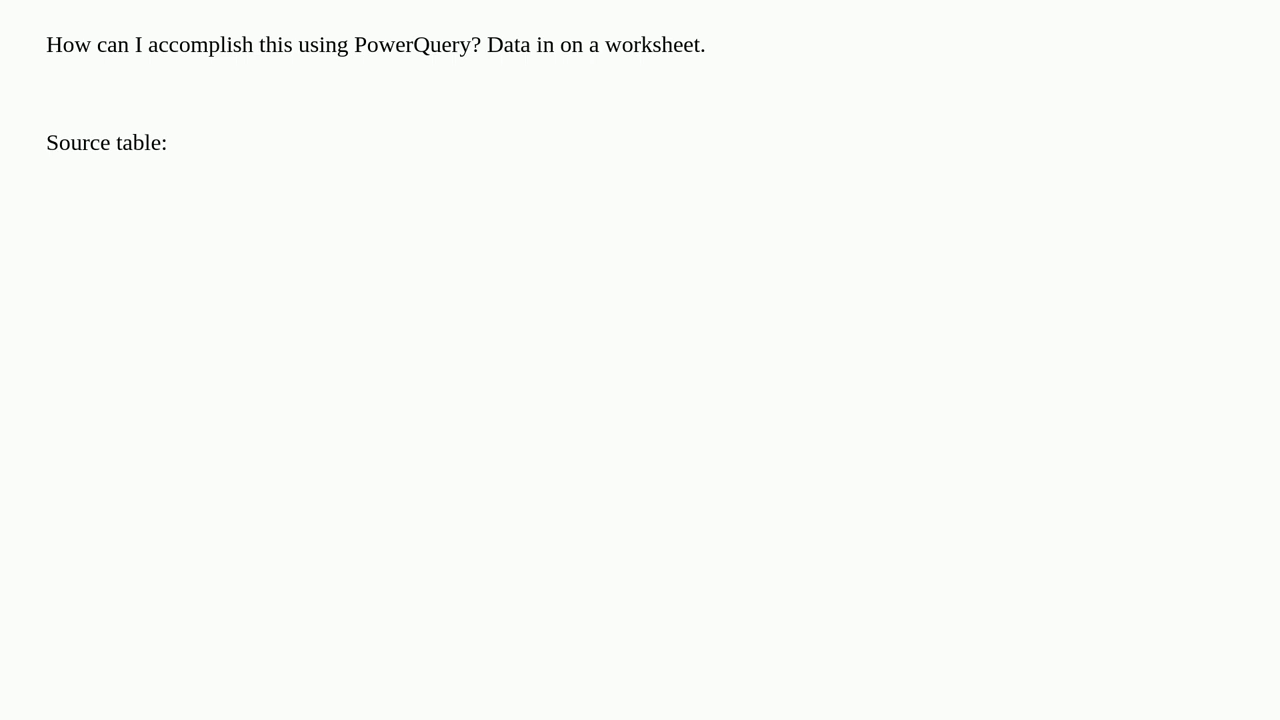 How can I accomplish this using PowerQuery? Data in on a worksheet.
Source table: